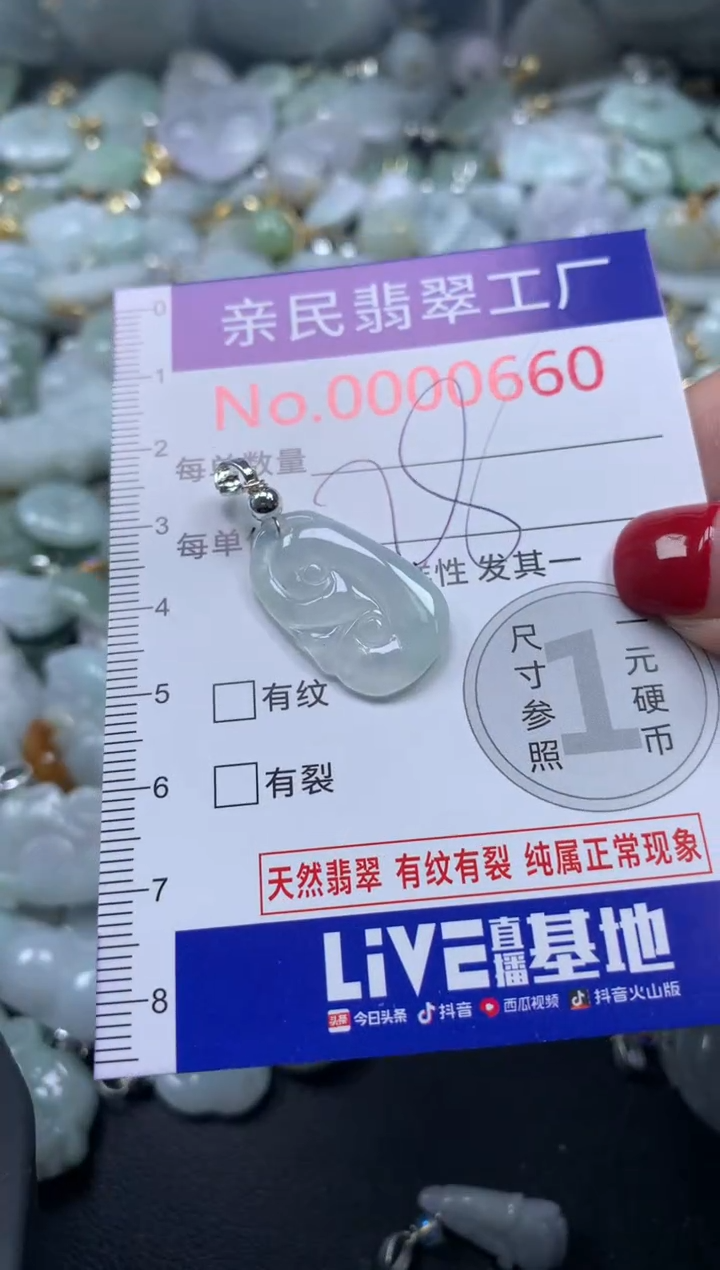 亲民翡翠工厂
No.0000660
0
1
2
3
4
5
6
7
8
每单数量
每单
性 发其一
28
有纹
有裂
尺寸参照
1
一元硬币
天然翡翠 有纹有裂 纯属正常现象
LiVE直播基地
头条 今日头条 抖音 西瓜视频 抖音火山版